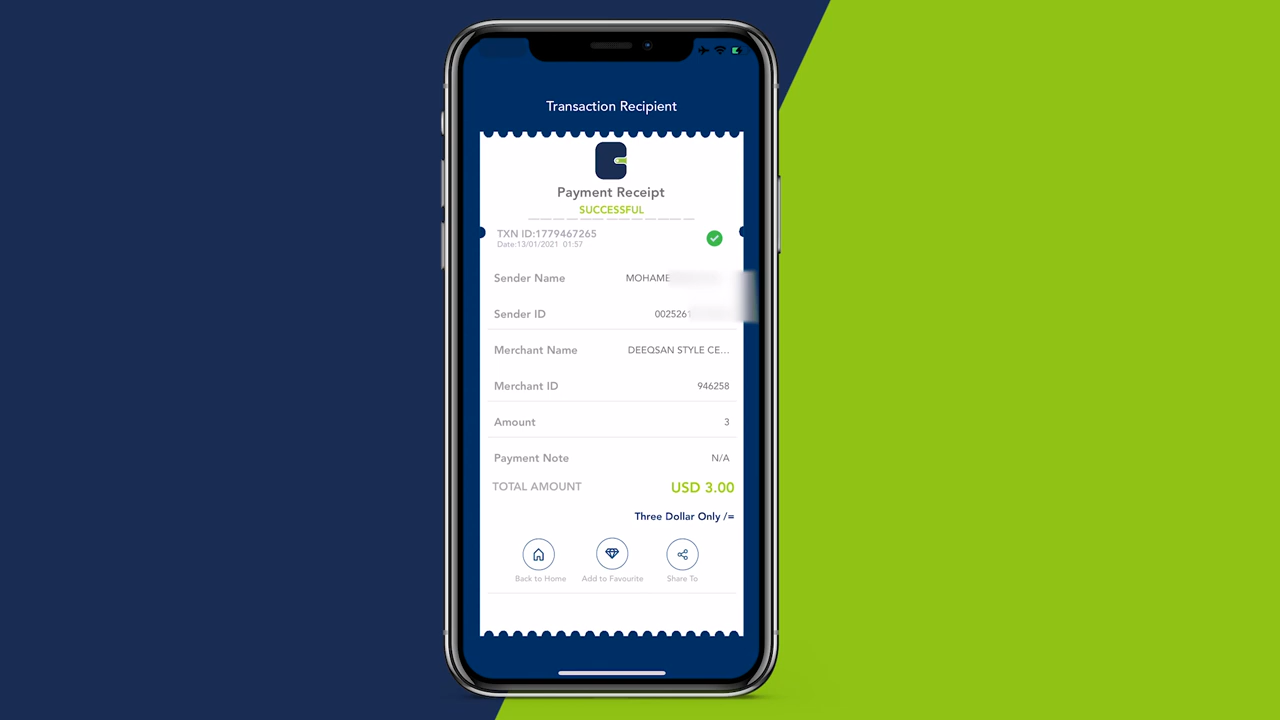 Transaction Recipient
Payment Receipt
SUCCESSFUL
TXN ID:1779467265
Date:13/01/2021 01:57
Sender Name
Sender ID 
Merchant Name DEEQSAN STYLE CE...
Merchant ID 946258
Amount 3
Payment Note N/A
TOTAL AMOUNT USD 3.00
Three Dollar Only /=
Back to Home Add to Favourite Share To